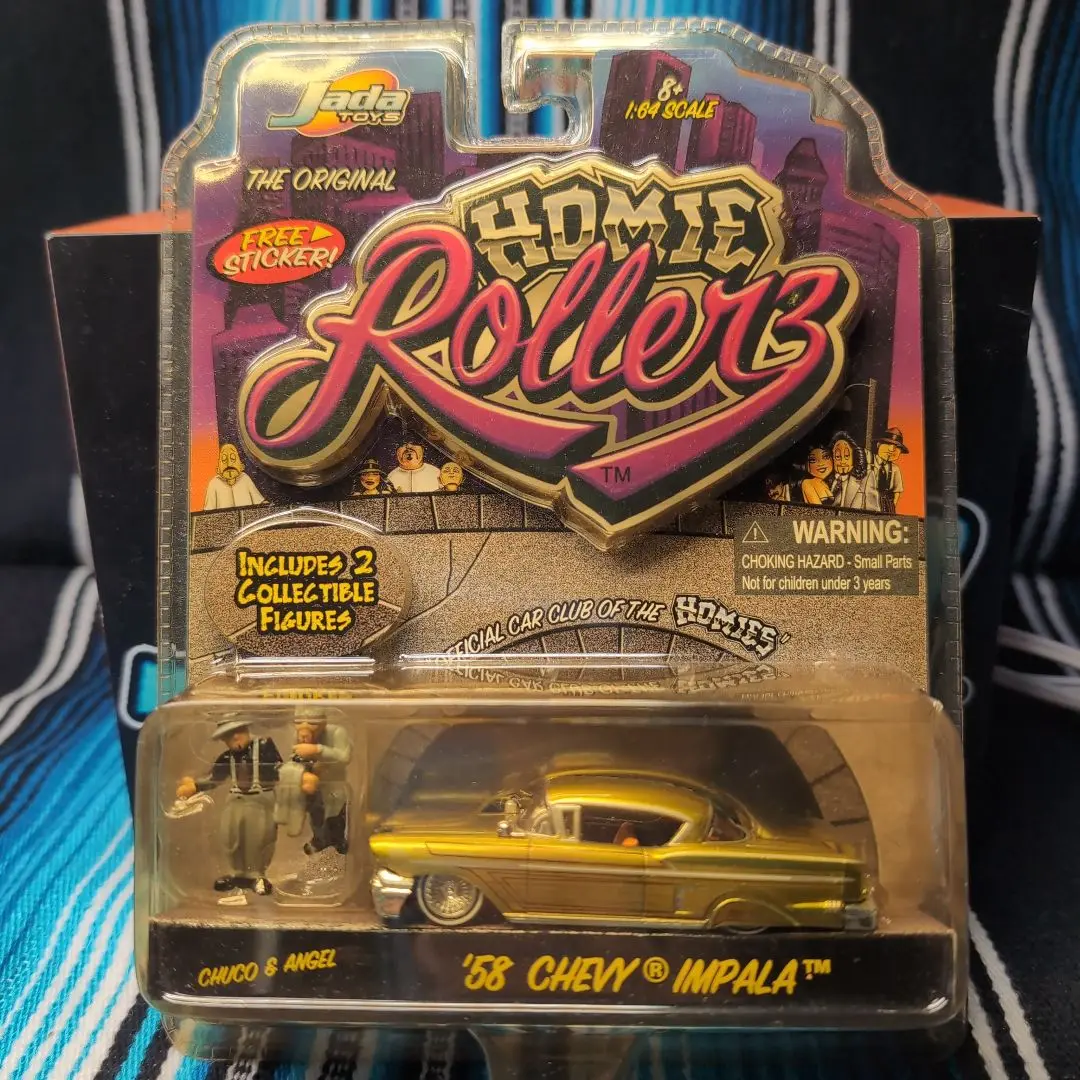 Jada
TOYS
8+
1:64 SCALE
THE ORIGINAL
FREE
STICKER!
HOMIE
Rollerz
TM
WARNING:
CHOKING HAZARD - Small Parts
Not for children under 3 years
INCLUDES 2
COLLECTIBLE
FIGURES
OFFICIAL CAR CLUB OF THE HOMIES
CHUCO & ANGEL
'58 CHEVY® IMPALA™